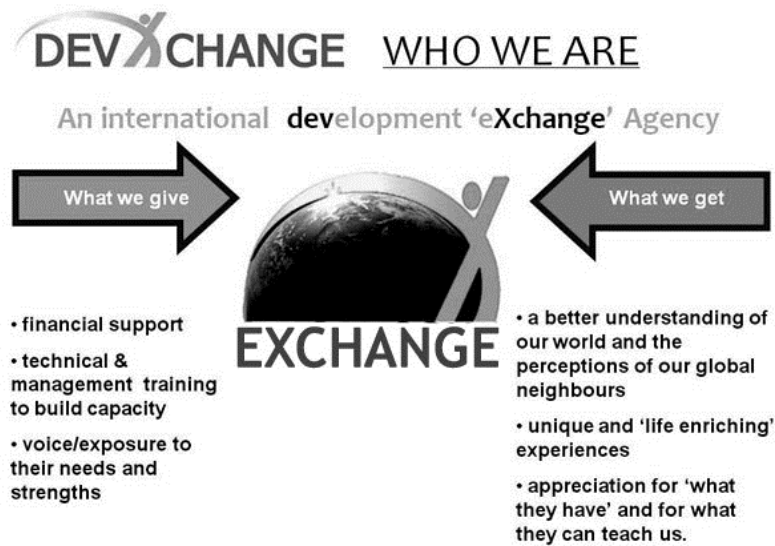 DEVXCHANGE WHO WE ARE
An international development ‘eXchange’ Agency
What we give
What we get
EXCHANGE
• financial support
• technical &
management training
to build capacity
• voice/exposure to
their needs and
strengths
• a better understanding of
our world and the
perceptions of our global
neighbours
• unique and ‘life enriching’
experiences
• appreciation for ‘what
they have’ and for what
they can teach us.